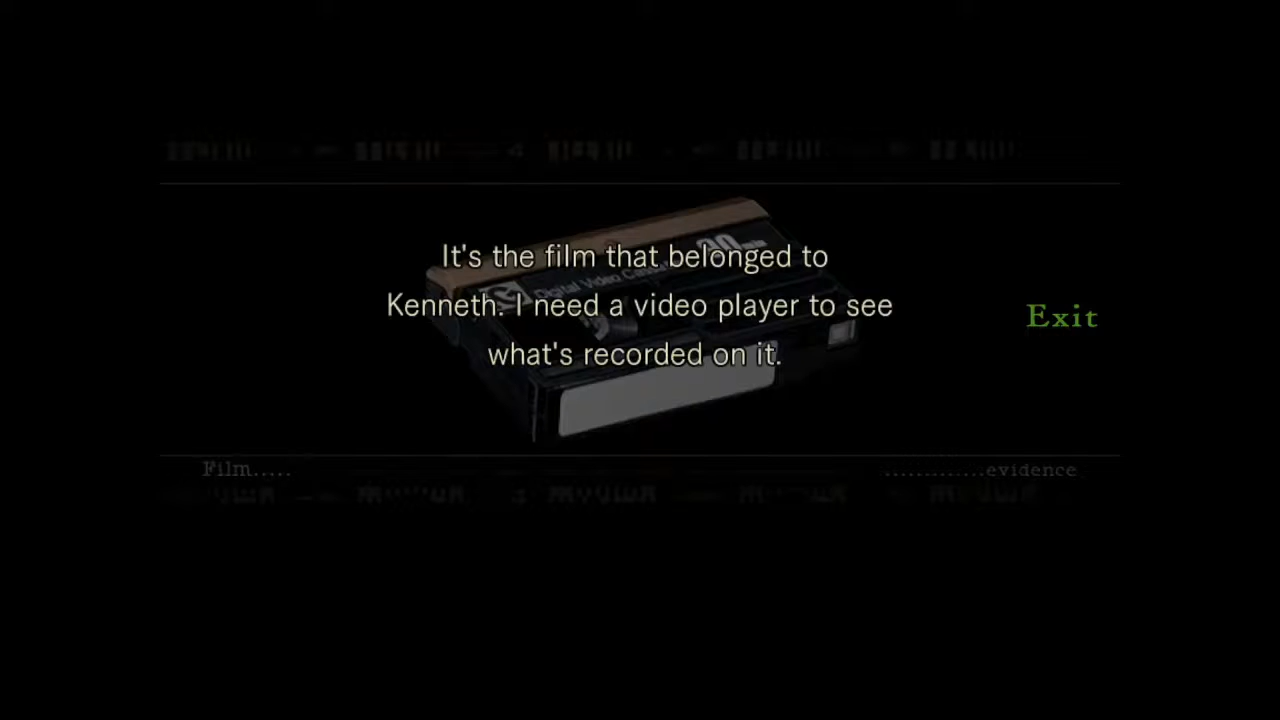 It's the film that belonged to
Kenneth. I need a video player to see
what's recorded on it.
Exit
Film.....
.............evidence